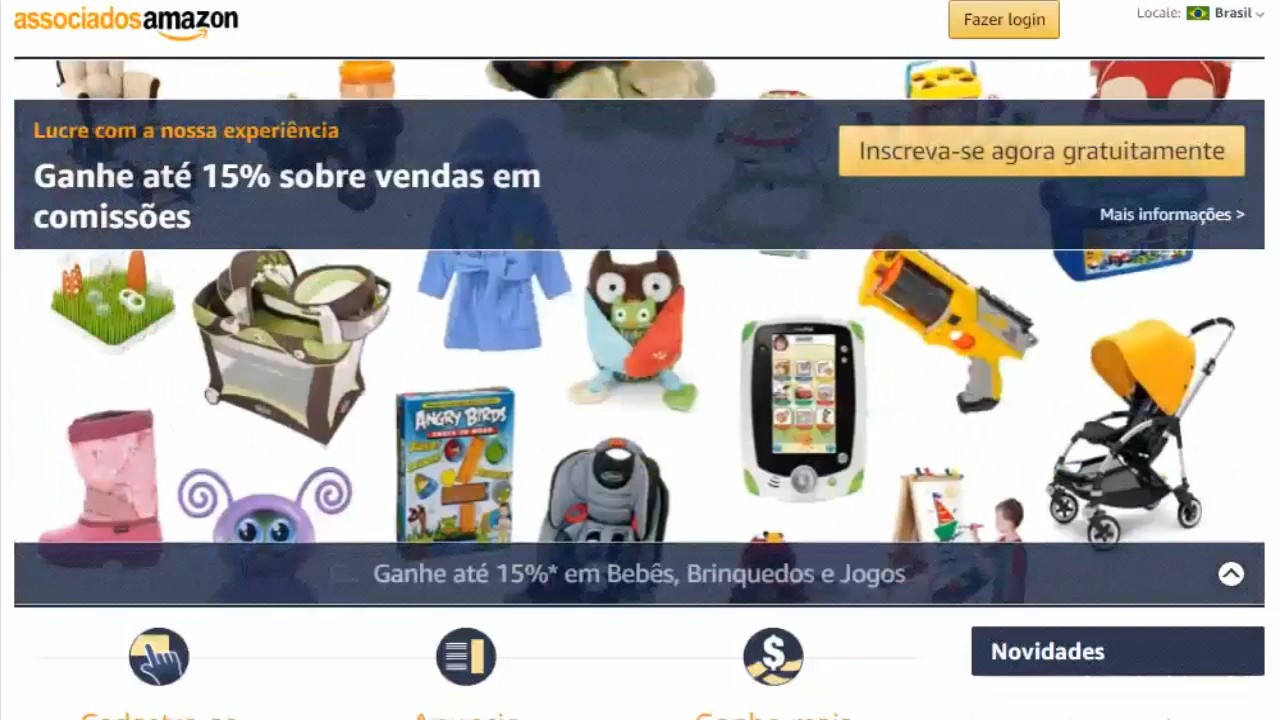 associadosamazon
Fazer login
Locale: Brasil
Lucre com a nossa experiência
Ganhe até 15% sobre vendas em
comissões
Inscreva-se agora gratuitamente
Mais informações >
ANGRY BIRDS
Ganhe até 15%* em Bebês, Brinquedos e Jogos
Novidades